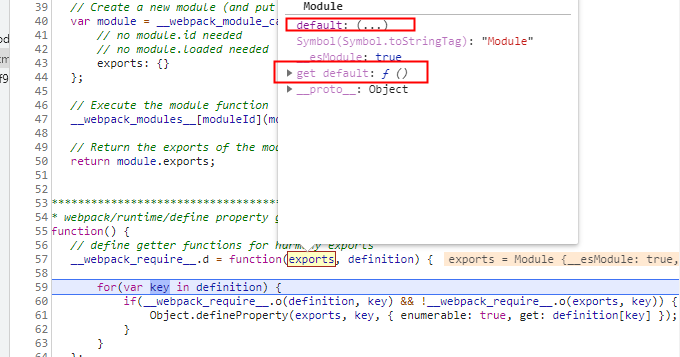 39 // Create a new module (and put
40 var module = __webpack_module_ca
41 // no module.id needed
42 // no module.loaded needed
43 exports: {}
44 };
45
46 // Execute the module function
47 __webpack_modules__[moduleId](mo
48
49 // Return the exports of the mod
50 return module.exports;
51
52
53 ************************************
54 * webpack/runtime/define property g
55 function() {
56 // define getter functions for harmony exports
57 __webpack_require__.d = function(exports, definition) { exports = Module {__esModule: true,
58
59 for(var key in definition) {
60 if(__webpack_require__.o(definition, key) && !__webpack_require__.o(exports, key)) {
61 Object.defineProperty(exports, key, { enumerable: true, get: definition[key] });
62 }
63 }
64 };
Module
default: (...)
Symbol(Symbol.toStringTag): "Module"
__esModule: true
▶ get default: ƒ ()
▶ __proto__: Object
od
tm
f9